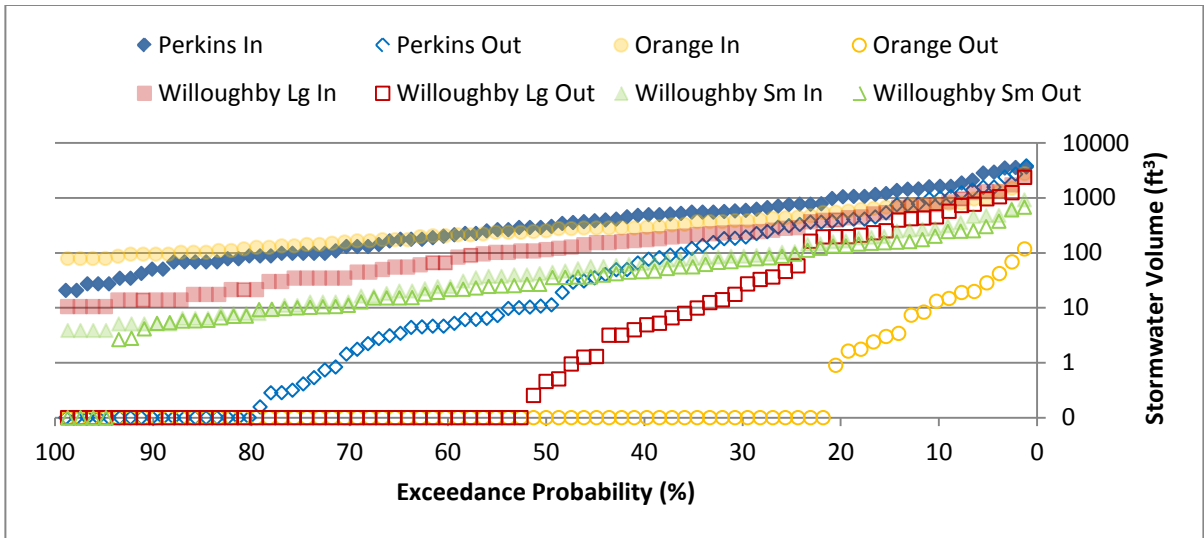 Perkins In Perkins Out Orange In Orange Out
Willoughby Lg In Willoughby Lg Out Willoughby Sm In Willoughby Sm Out
10000
1000
100
10
1
0
Stormwater Volume (ft³)
100 90 80 70 60 50 40 30 20 10 0
Exceedance Probability (%)